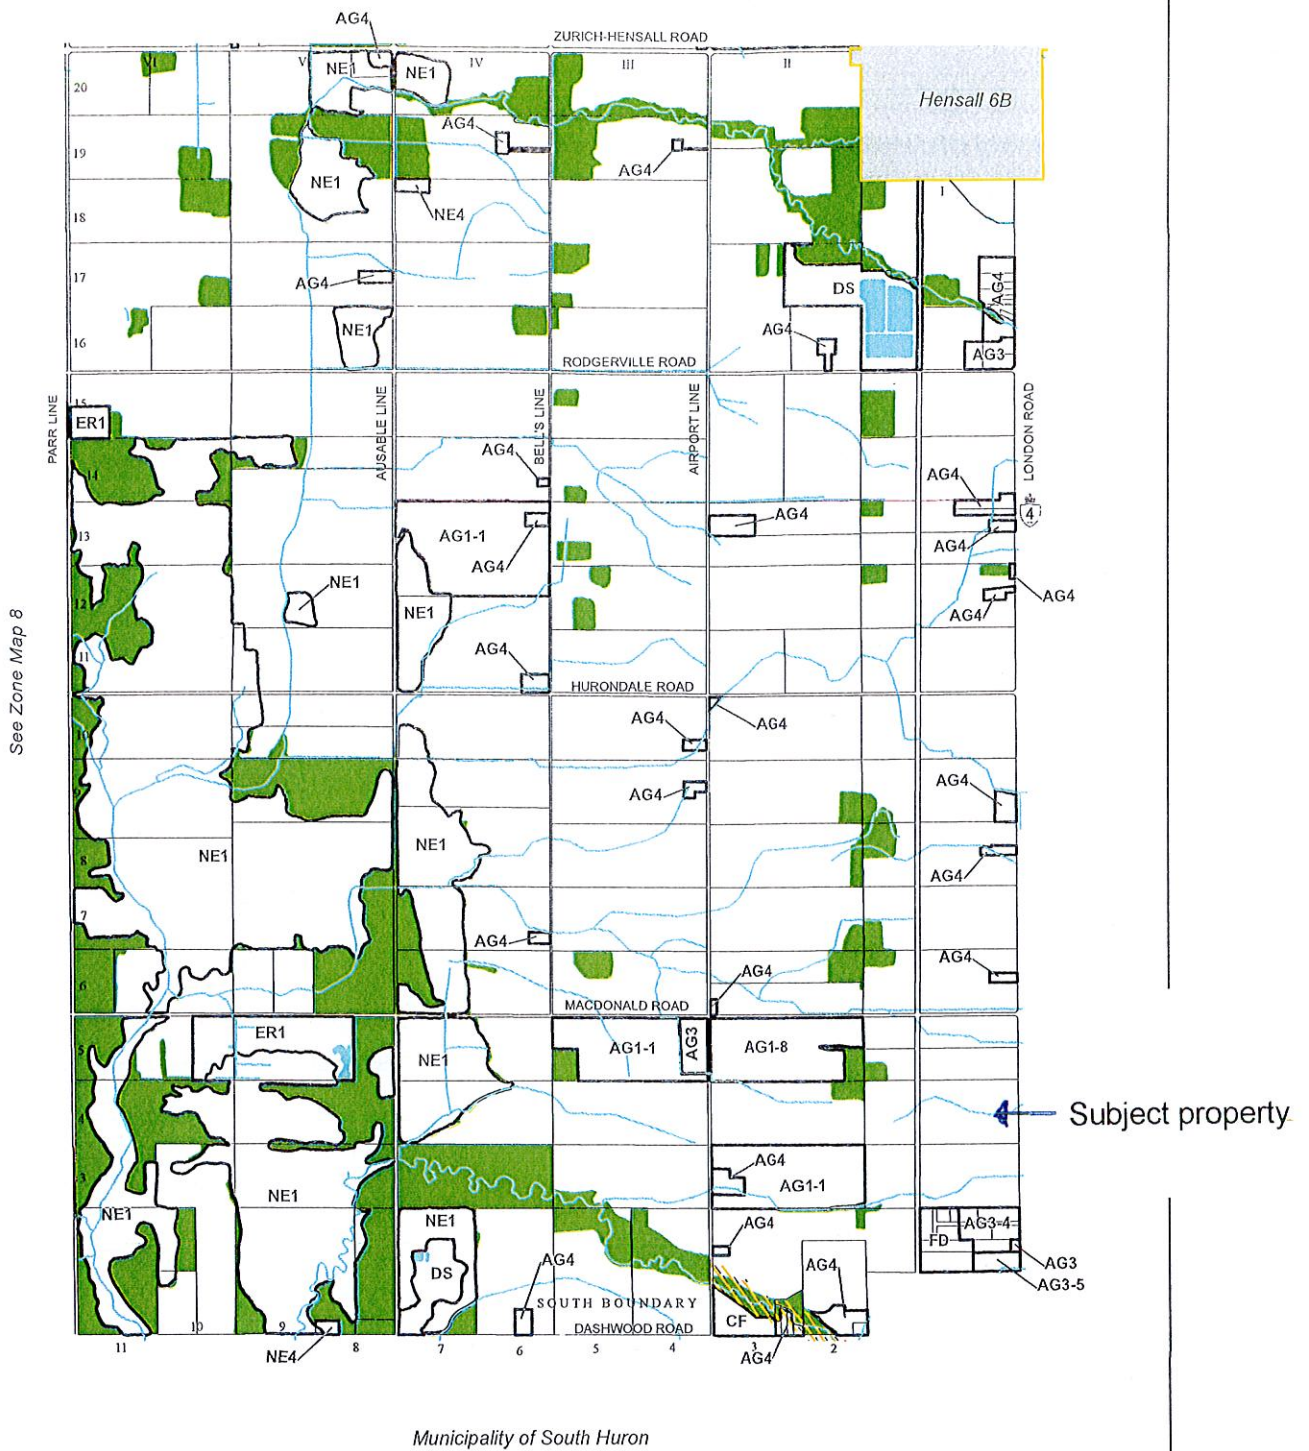 AG4
ZURICH-HENSALL ROAD
VI
V
NE1
NE1
IV
III
II
20
Hensall 6B
AG4
19
AG4
NE1
NE4
I
18
17
AG4
DS
AG4
NE1
AG4
16
RODGERVILLE ROAD
AG3
15
ER1
PARR LINE
AUSABLE LINE
BELL'S LINE
AIRPORT LINE
LONDON ROAD
AG4
14
AG4
4
AG4
13
AG1-1
AG4
AG4
NE1
AG4
12
NE1
AG4
See Zone Map 8
11
AG4
HURONDALE ROAD
AG4
AG4
10
AG4
AG4
NE1
8
NE1
AG4
7
AG4
AG4
AG4
6
MACDONALD ROAD
ER1
5
NE1
AG1-1
AG3
AG1-8
4
Subject property
AG4
3
NE1
AG1-1
NE1
NE1
AG4
FD
AG3-4
DS
AG4
AG4
AG3
AG3-5
SOUTH BOUNDARY
CF
10
9
DASHWOOD ROAD
11
NE4
8
7
6
5
4
3
AG4
2
Municipality of South Huron